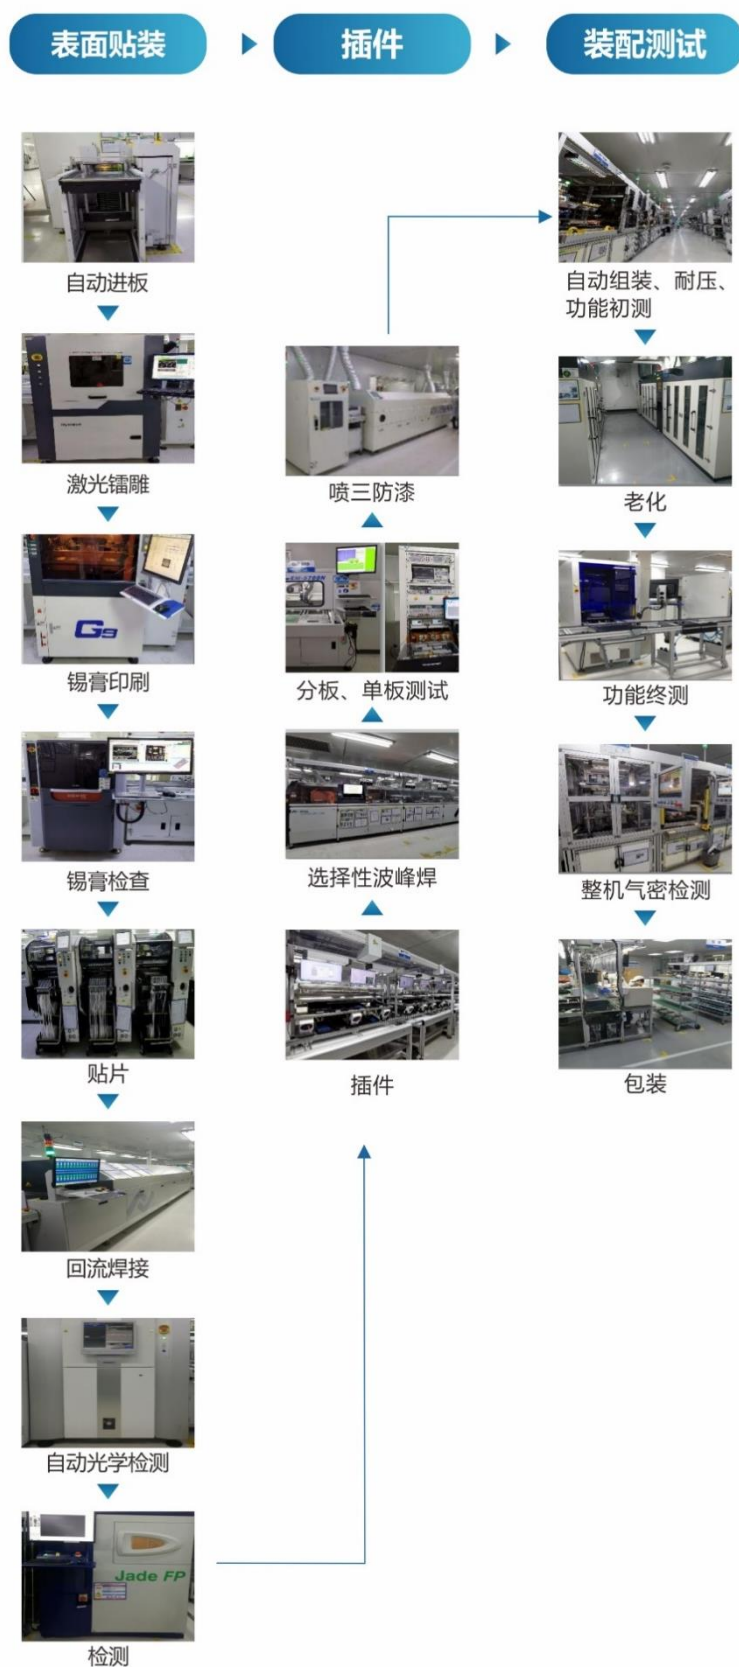 表面贴装
插件
装配测试
自动进板
激光镭雕
G9
锡膏印刷
锡膏检查
贴片
回流焊接
自动光学检测
Jade FP
检测
插件
选择性波峰焊
分板、单板测试
喷三防漆
自动组装、耐压、
功能初测
老化
功能终测
整机气密检测
包装